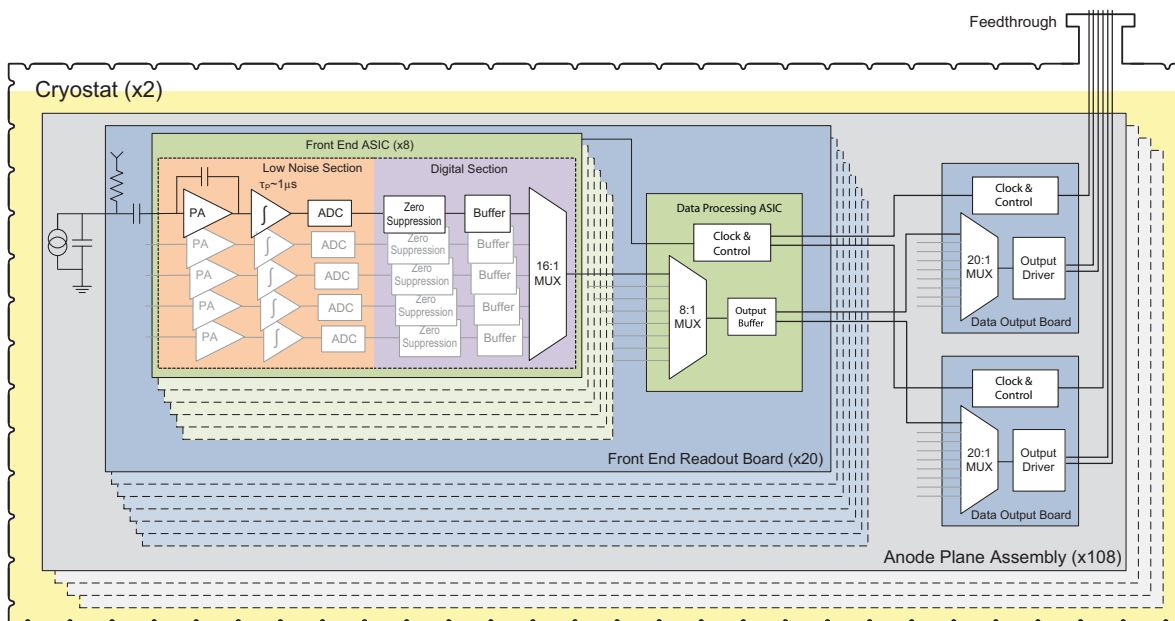 Feedthrough
Cryostat (x2)
Front End ASIC (x8)
Low Noise Section
τP~1μs
Digital Section
PA
∫
ADC
Zero
Suppression
Buffer
PA
∫
ADC
Zero
Suppression
Buffer
PA
∫
ADC
Zero
Suppression
Buffer
PA
∫
ADC
Zero
Suppression
Buffer
PA
∫
ADC
Zero
Suppression
Buffer
16:1
MUX
Data Processing ASIC
Clock &
Control
8:1
MUX
Output
Buffer
Front End Readout Board (x20)
Clock &
Control
20:1
MUX
Output
Driver
Data Output Board
Clock &
Control
20:1
MUX
Output
Driver
Data Output Board
Anode Plane Assembly (x108)